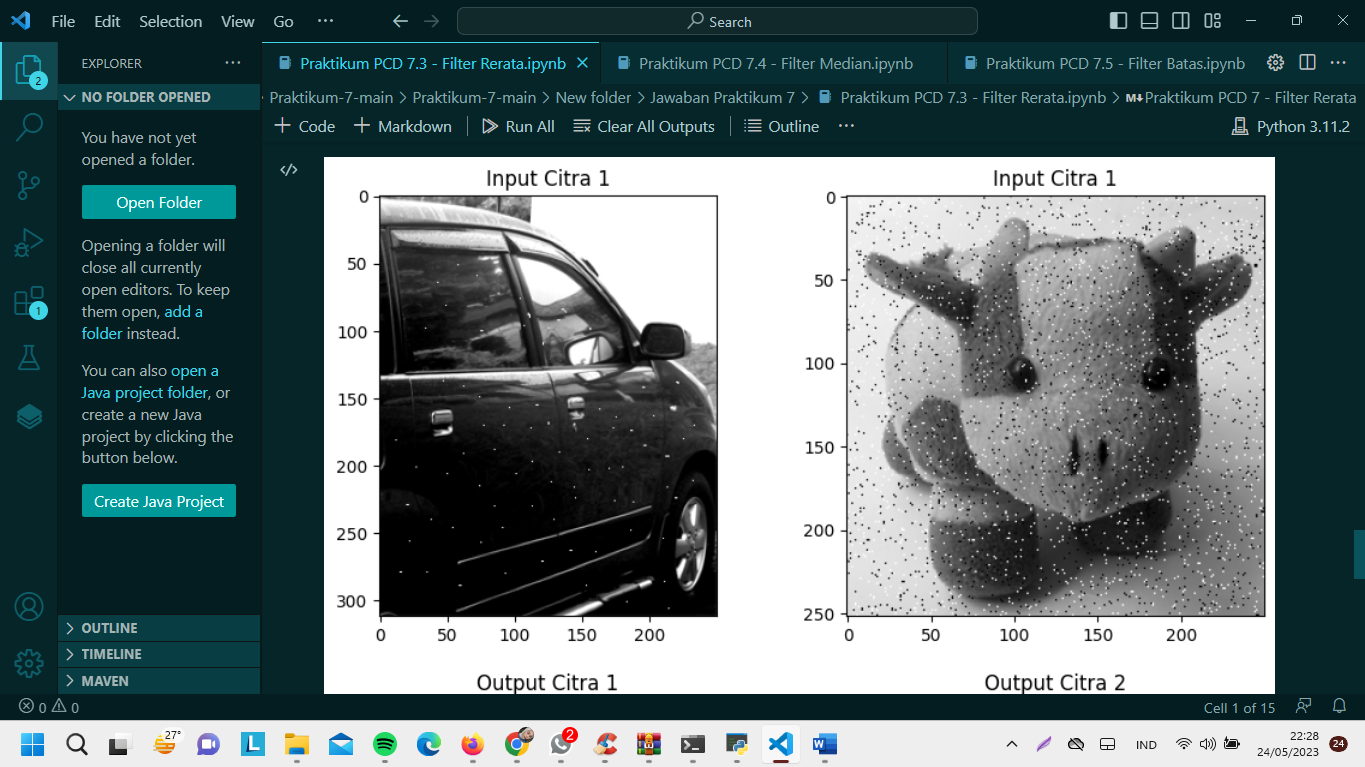 File Edit Selection View Go ··· Search
EXPLORER ···
2
NO FOLDER OPENED
You have not yet
opened a folder.
Open Folder
Opening a folder will
close all currently
open editors. To keep
them open, add a
folder instead.
1
You can also open a
Java project folder, or
create a new Java
project by clicking the
button below.
Create Java Project
OUTLINE
TIMELINE
MAVEN
Praktikum PCD 7.3 - Filter Rerata.ipynb Praktikum PCD 7.4 - Filter Median.ipynb Praktikum PCD 7.5 - Filter Batas.ipynb ···
Praktikum-7-main > Praktikum-7-main > New folder > Jawaban Praktikum 7 > Praktikum PCD 7.3 - Filter Rerata.ipynb > M↓Praktikum PCD 7 - Filter Rerata
+ Code + Markdown Run All Clear All Outputs Outline ··· Python 3.11.2
Input Citra 1
0
50
100
150
200
250
300
0 50 100 150 200
Input Citra 1
0
50
100
150
200
250
0 50 100 150 200
Output Citra 1 Output Citra 2
0 0 Cell 1 of 15
27° L 2 W IND 22:28
24/05/2023 24